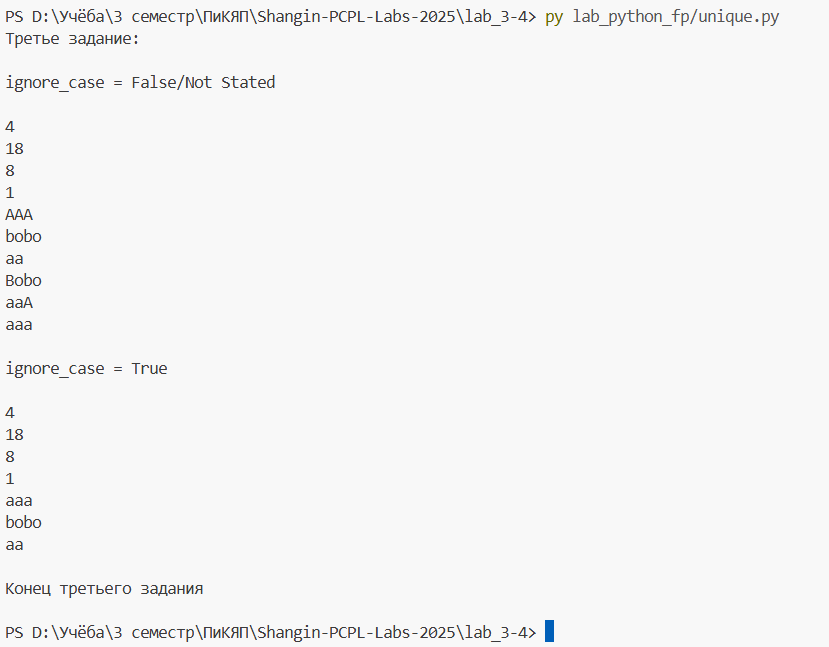 PS D:\Учёба\3 семестр\ПиКЯП\Shangin-PCPL-Labs-2025\lab_3-4> py lab_python_fp/unique.py
Третье задание:
ignore_case = False/Not Stated
4
18
8
1
AAA
bobo
aa
Bobo
aaA
aaa
ignore_case = True
4
18
8
1
aaa
bobo
aa
Конец третьего задания
PS D:\Учёба\3 семестр\ПиКЯП\Shangin-PCPL-Labs-2025\lab_3-4>